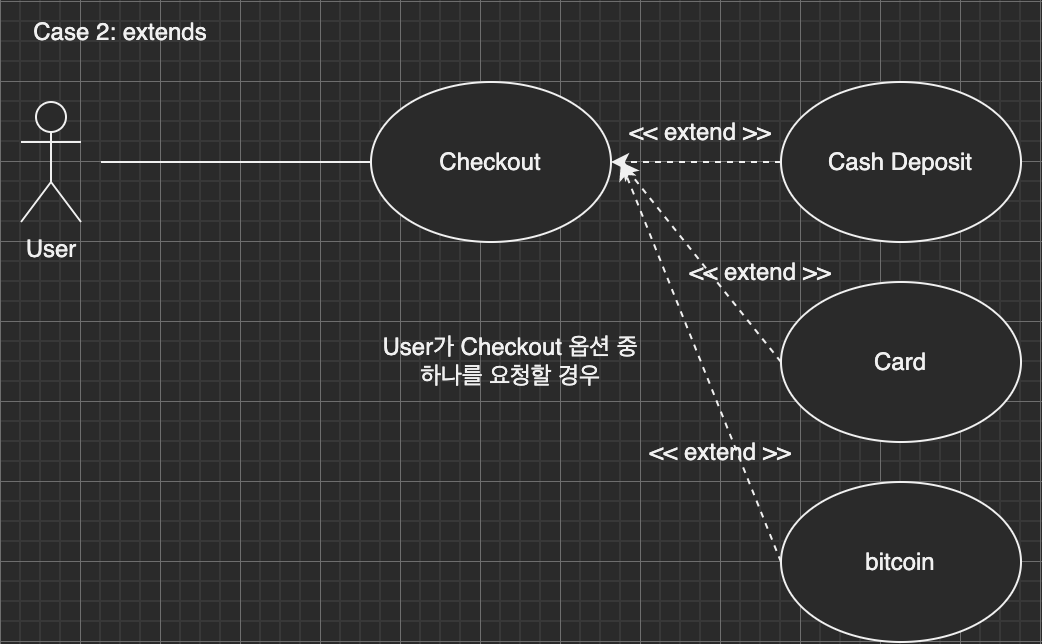 Case 2: extends
<< extend >>
Checkout
Cash Deposit
User
<< extend >>
User가 Checkout 옵션 중
하나를 요청할 경우
Card
<< extend >>
bitcoin